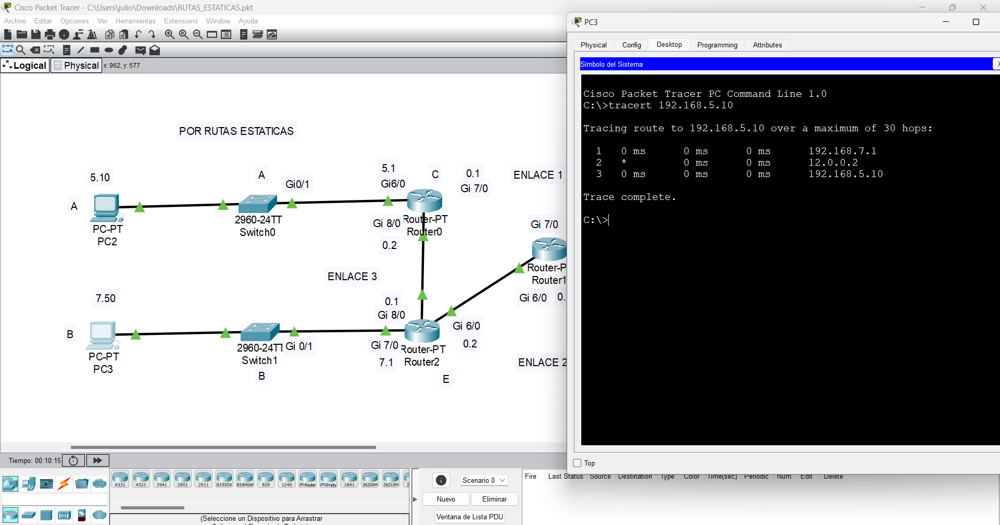 Cisco Packet Tracer - C:\Users\julio\Downloads\RUTAS_ESTATICAS.pkt
Archivo Editar Opciones Ver Herramientas Extensions Window Ayuda
Logical Physical x: 962, y: 577
POR RUTAS ESTATICAS
5.10
A
Gi0/1
5.1
Gi6/0
C
0.1
Gi 7/0
ENLACE 1
A
PC-PT
PC2
2960-24TT
Switch0
Gi 8/0
Router-PT
Router0
0.2
Gi 7/0
Router-P
Router1
ENLACE 3
Gi 6/0
0.
7.50
0.1
Gi 8/0
B
Gi 6/0
0.2
PC-PT
PC3
2960-24TT
Switch1
Gi 0/1
B
Gi 7/0
7.1
Router-PT
Router2
E
ENLACE 2
Tiempo: 00:10:15
4331 4321 1941 2901 2911 819IOX 819HGW 829 1240 PT-Router PT-Empty 1841 2620XM 2621XM 2
(Seleccione un Dispositivo para Arrastrar
Scenario 0
Nuevo Eliminar
Ventana de Lista PDU
Fire Last Status Source Destination Type Color Time(sec) Periodic Num Edit Delete
PC3
Physical Config Desktop Programming Attributes
Símbolo del Sistema X
Cisco Packet Tracer PC Command Line 1.0
C:\>tracert 192.168.5.10
Tracing route to 192.168.5.10 over a maximum of 30 hops:
1 0 ms 0 ms 0 ms 192.168.7.1
2 * 0 ms 0 ms 12.0.0.2
3 0 ms 0 ms 0 ms 192.168.5.10
Trace complete.
C:\>
Top